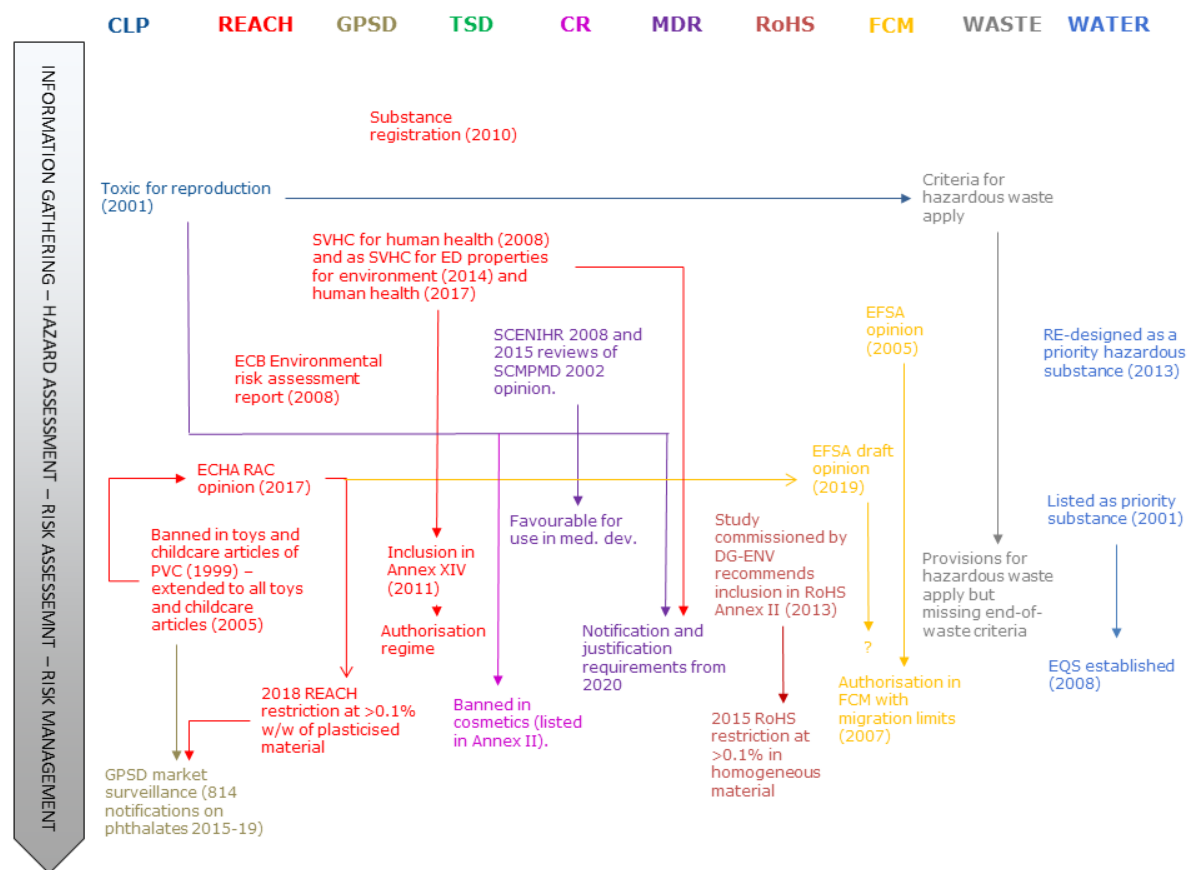 CLP REACH GPSD TSD CR MDR RoHS FCM WASTE WATER
INFORMATION GATHERING – HAZARD ASSESSMENT – RISK ASSESSMNT – RISK MANAGEMENT
Substance
registration (2010)
Toxic for reproduction
(2001)
Criteria for
hazardous waste
apply
SVHC for human health (2008)
and as SVHC for ED properties
for environment (2014) and
human health (2017)
ECB Environmental
risk assessment
report (2008)
SCENIHR 2008 and
2015 reviews of
SCMPMD 2002
opinion.
EFSA
opinion
(2005)
RE-designed as a
priority hazardous
substance (2013)
ECHA RAC
opinion (2017)
EFSA draft
opinion
(2019)
Banned in toys and
childcare articles of
PVC (1999) –
extended to all toys
and childcare
articles (2005)
Inclusion in
Annex XIV
(2011)
Authorisation
regime
Favourable for
use in med. dev.
Study
commissioned by
DG-ENV
recommends
inclusion in RoHS
Annex II (2013)
Provisions for
hazardous waste
apply but
missing end-of-
waste criteria
Listed as priority
substance (2001)
Notification and
justification
requirements from
2020
?
EQS established
(2008)
2018 REACH
restriction at >0.1%
w/w of plasticised
material
Banned in
cosmetics (listed
in Annex II).
2015 RoHS
restriction at
>0.1% in
homogeneous
material
Authorisation in
FCM with
migration limits
(2007)
GPSD market
surveillance (814
notifications on
phthalates 2015-19)